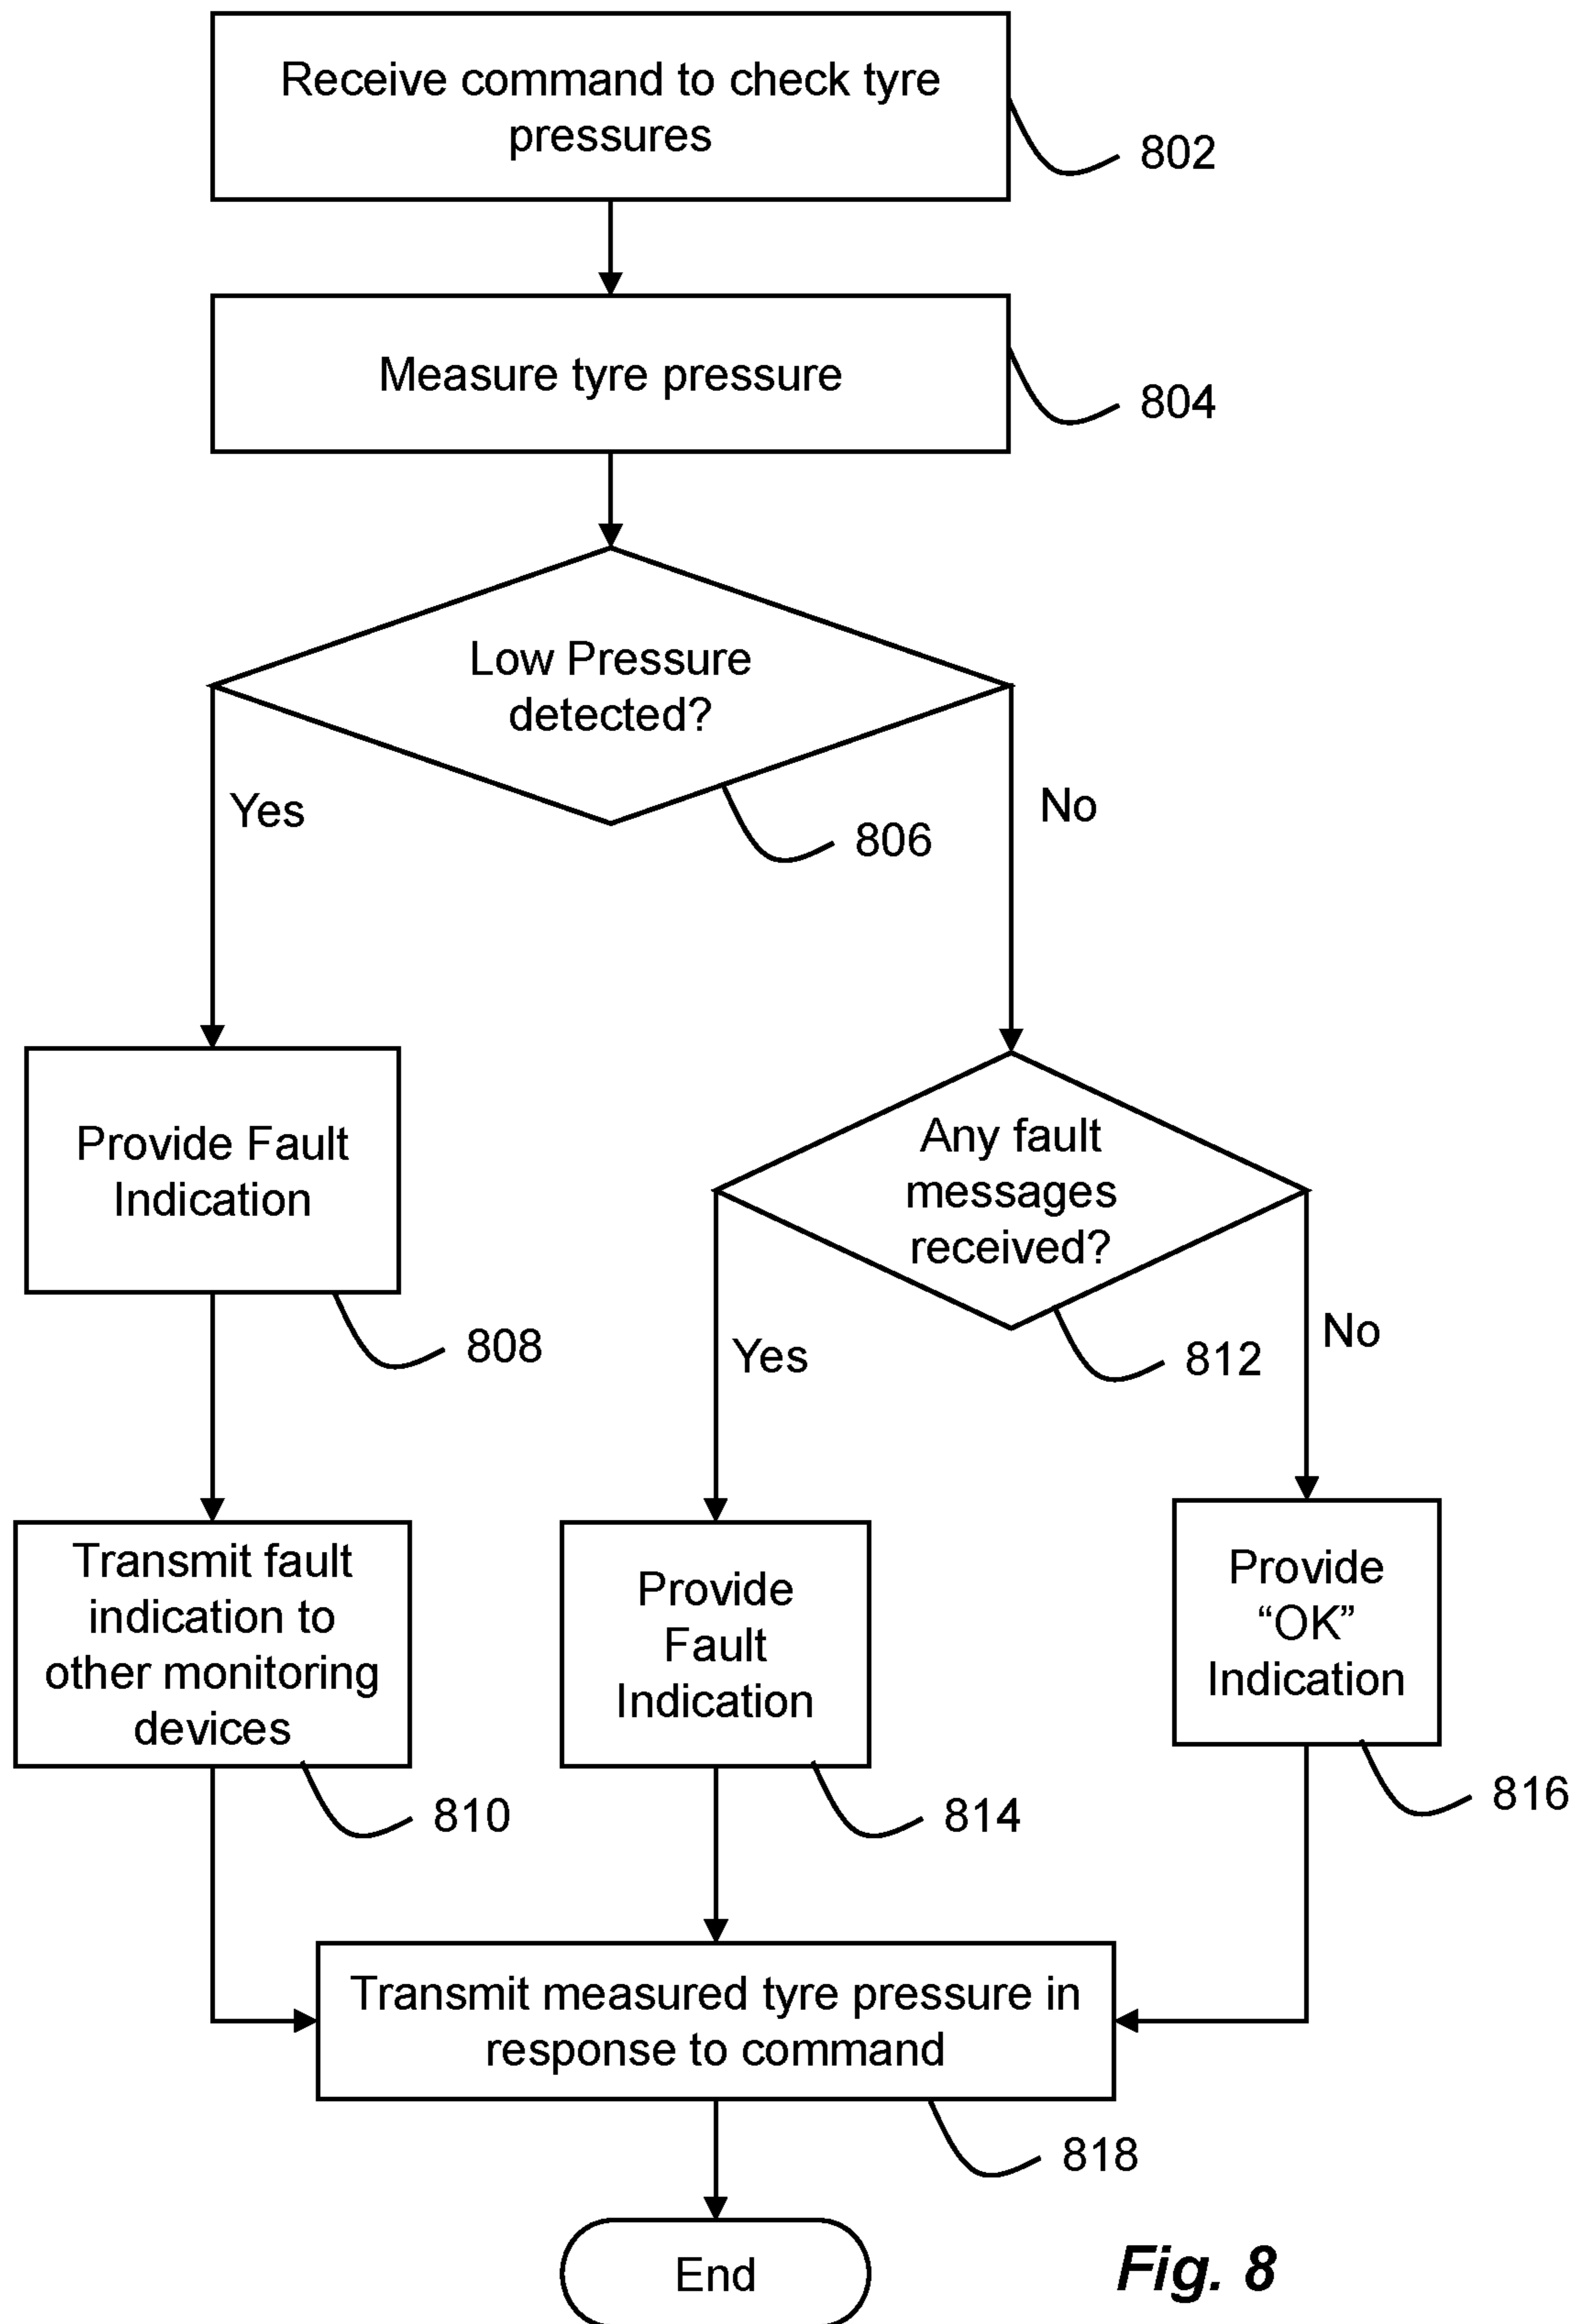 Receive command to check tyre
pressures
802
Measure tyre pressure
804
Low Pressure
detected?
806
Yes
No
Provide Fault
Indication
808
Any fault
messages
received?
812
Yes
No
Transmit fault
indication to
other monitoring
devices
810
Provide
Fault
Indication
814
Provide
“OK”
Indication
816
Transmit measured tyre pressure in
response to command
818
End
Fig. 8